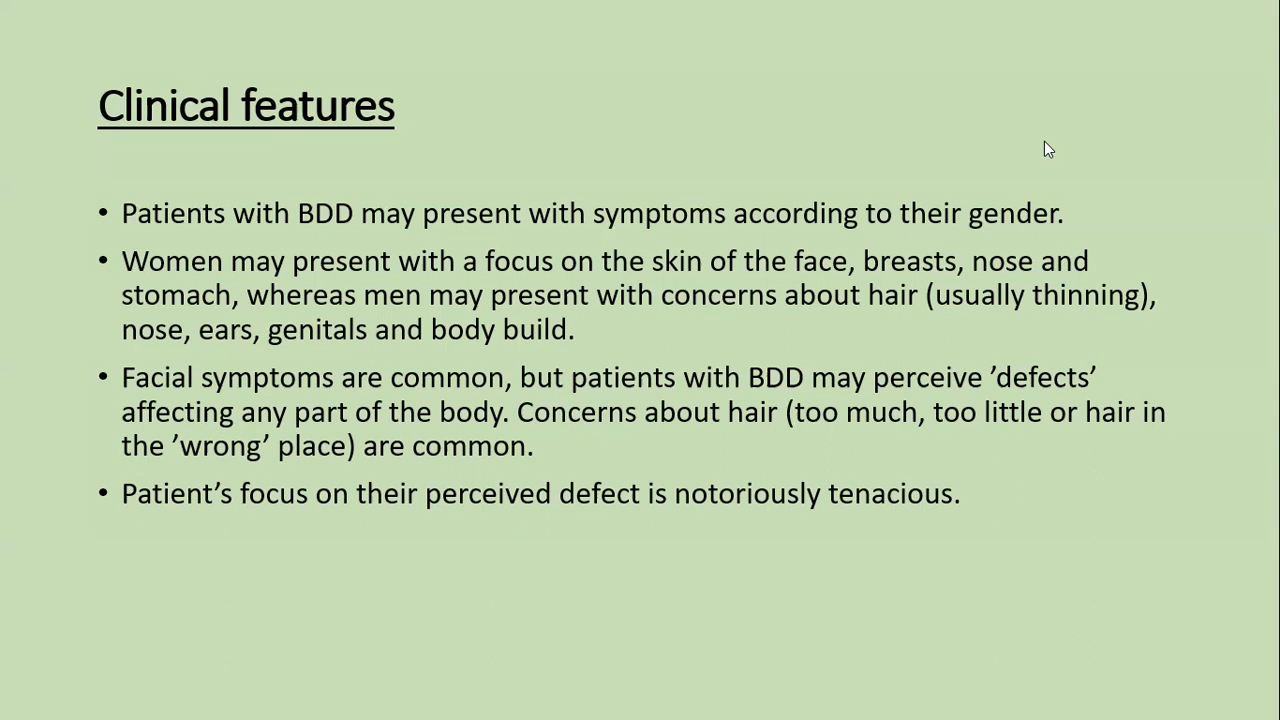 Clinical features
• Patients with BDD may present with symptoms according to their gender.
• Women may present with a focus on the skin of the face, breasts, nose and
stomach, whereas men may present with concerns about hair (usually thinning),
nose, ears, genitals and body build.
• Facial symptoms are common, but patients with BDD may perceive ’defects’
affecting any part of the body. Concerns about hair (too much, too little or hair in
the ’wrong’ place) are common.
• Patient’s focus on their perceived defect is notoriously tenacious.